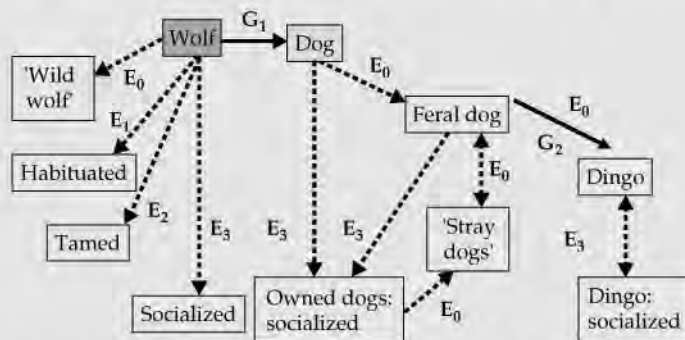 G1
Wolf
Dog
E0
'Wild
wolf'
E0
E0
Feral dog
G2
E1
Habituated
Dingo
E0
E2
Tamed
'Stray
dogs'
E3
E3
E3
E3
Socialized
Owned dogs:
socialized
E0
Dingo:
socialized